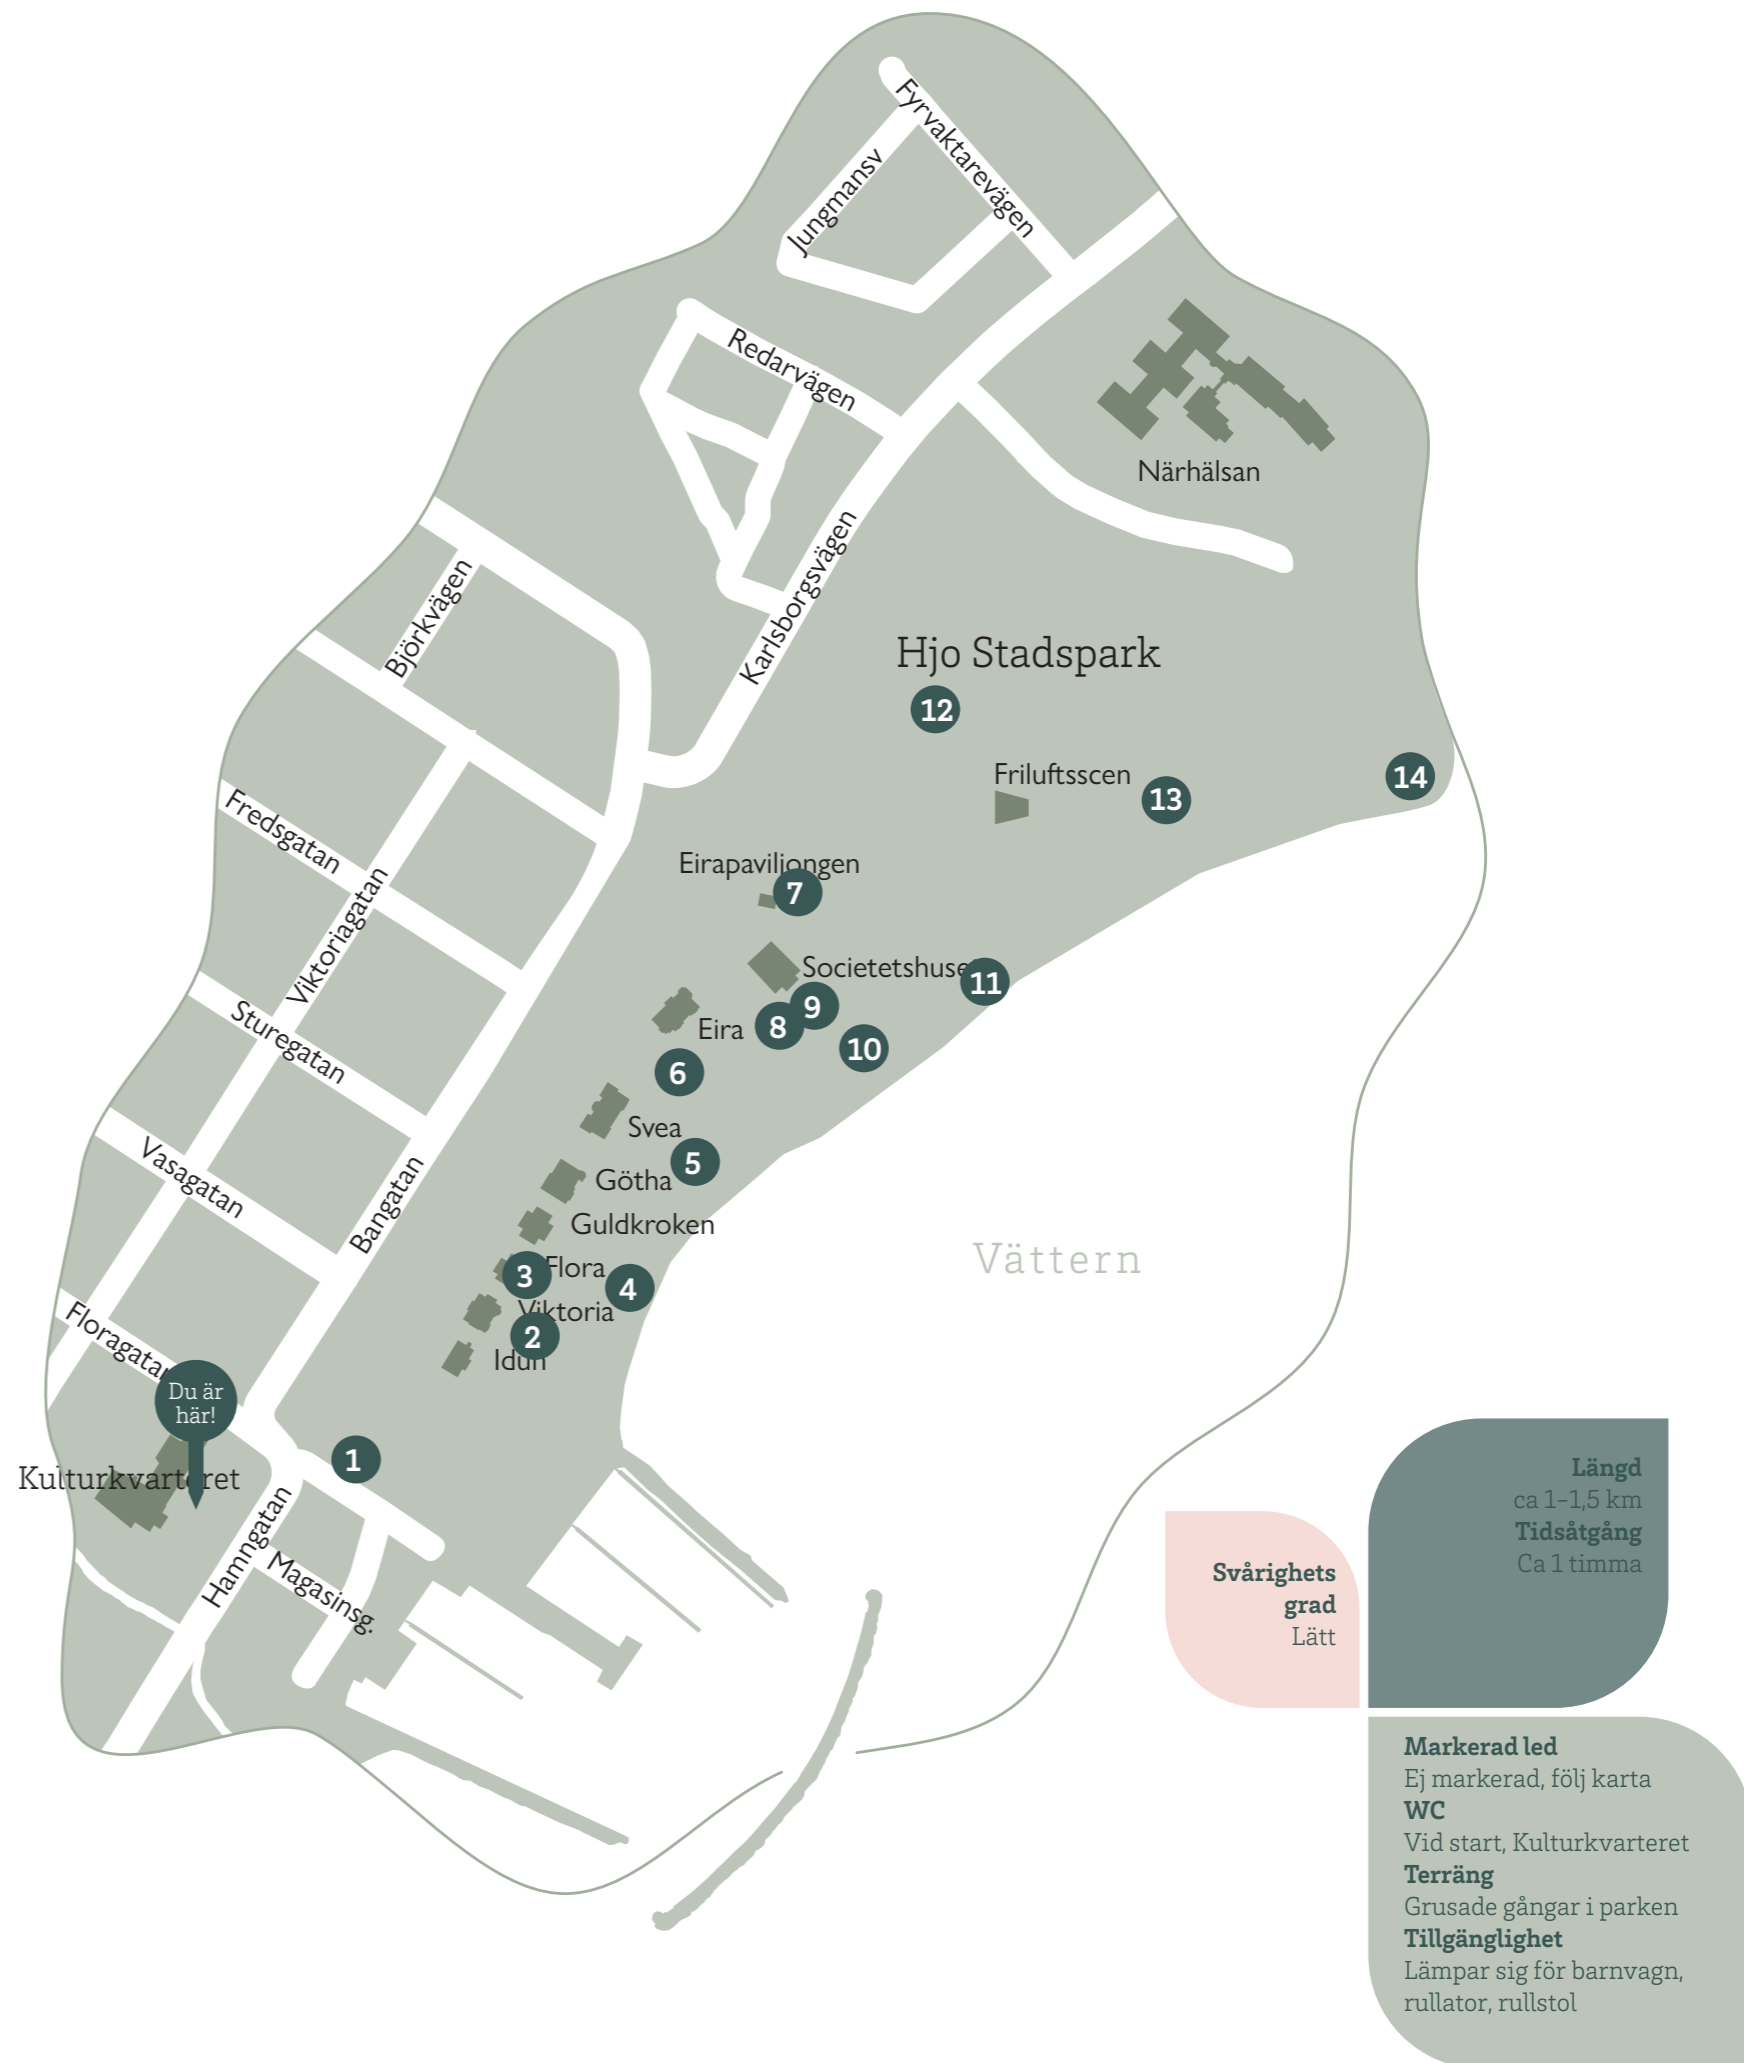 Fyrvaktarevägen
Jungmansv
Redarvägen
Närhälsan
Karlsborgsvägen
Björkvägen
Hjo Stadspark
12
Friluftsscen
13
14
Fredsgatan
Viktoriagatan
Eirapaviljongen
7
Societetshuse
11
9
8
10
Eira
6
Sturegatan
Svea
5
Götha
Vasagatan
Bangatan
Guldkroken
Flora
3
4
Viktoria
2
Idun
Vättern
Floragatan
Du är
här!
1
Kulturkvarteret
Hamngatan
Magasinsg.
Längd
ca 1-1,5 km
Tidsåtgång
Ca 1 timma
Svårighets
grad
Lätt
Markerad led
Ej markerad, följ karta
WC
Vid start, Kulturkvarteret
Terräng
Grusade gångar i parken
Tillgänglighet
Lämpar sig för barnvagn,
rullator, rullstol